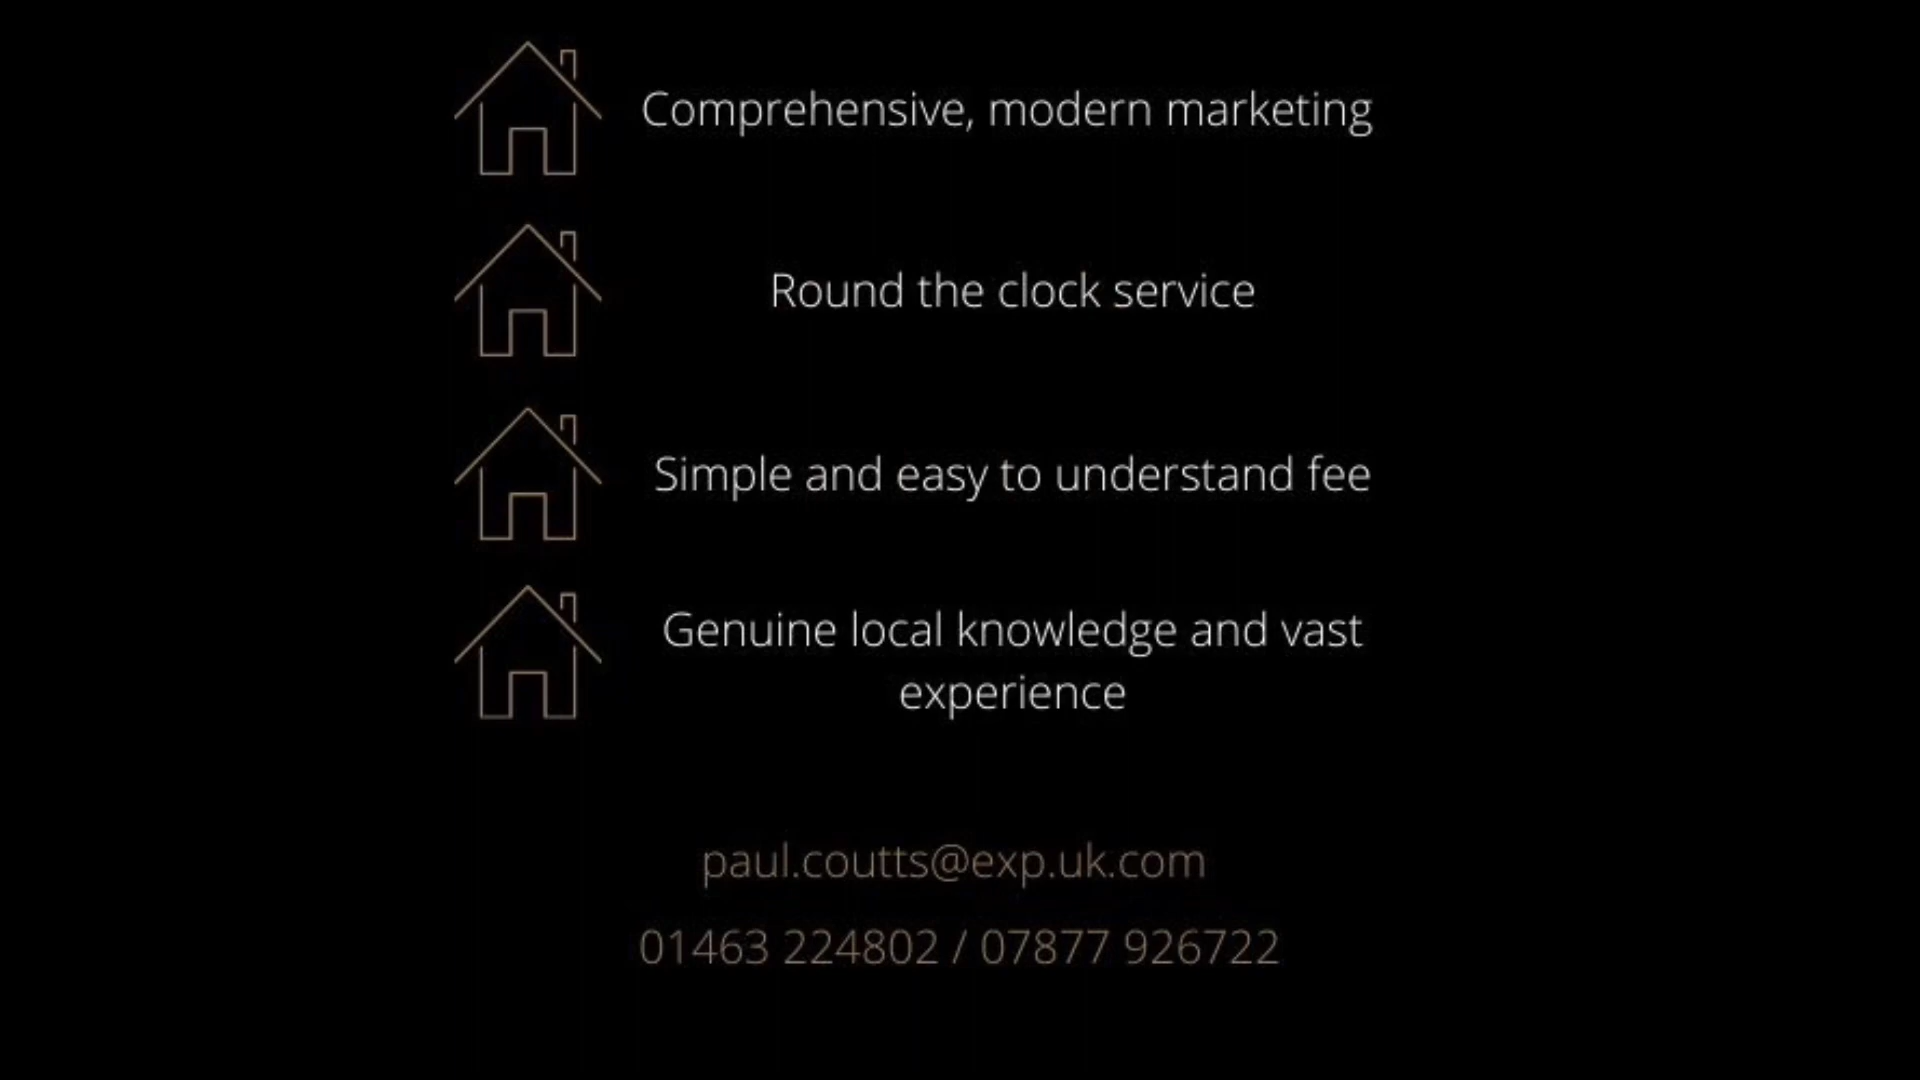 Comprehensive, modern marketing
Round the clock service
Simple and easy to understand fee
Genuine local knowledge and vast
experience
paul.coutts@exp.uk.com
01463 224802 / 07877 926722